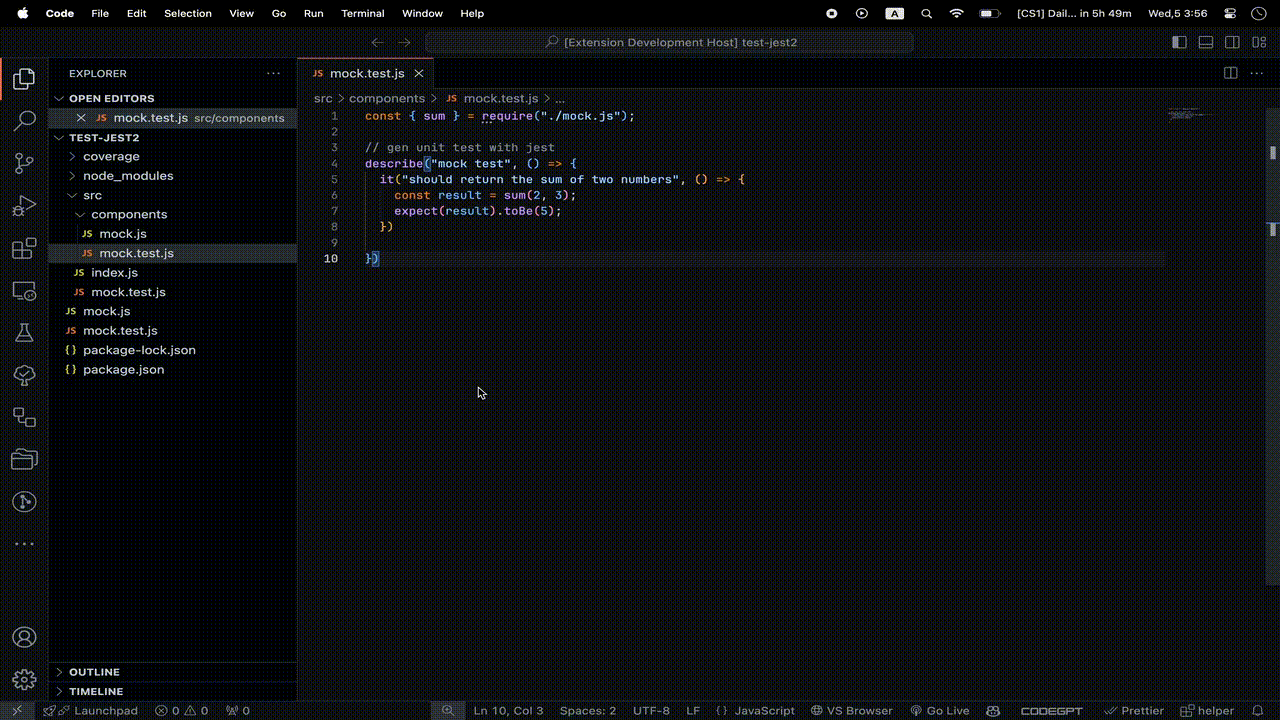 Code File Edit Selection View Go Run Terminal Window Help A [CS1] Dail... in 5h 49m Wed,5 3:56
[Extension Development Host] test-jest2
EXPLORER ...
OPEN EDITORS
JS mock.test.js src/components
TEST-JEST2
coverage
node_modules
src
components
JS mock.js
JS mock.test.js
JS index.js
JS mock.test.js
JS mock.js
JS mock.test.js
{} package-lock.json
{} package.json
OUTLINE
TIMELINE
JS mock.test.js
src > components > JS mock.test.js > ...
1 const { sum } = require("./mock.js");
2
3 // gen unit test with jest
4 describe("mock test", () => {
5 it("should return the sum of two numbers", () => {
6 const result = sum(2, 3);
7 expect(result).toBe(5);
8 })
9
10 })
Launchpad 0 0 0 Ln 10, Col 3 Spaces: 2 UTF-8 LF {} JavaScript VS Browser Go Live CODEGPT Prettier helper